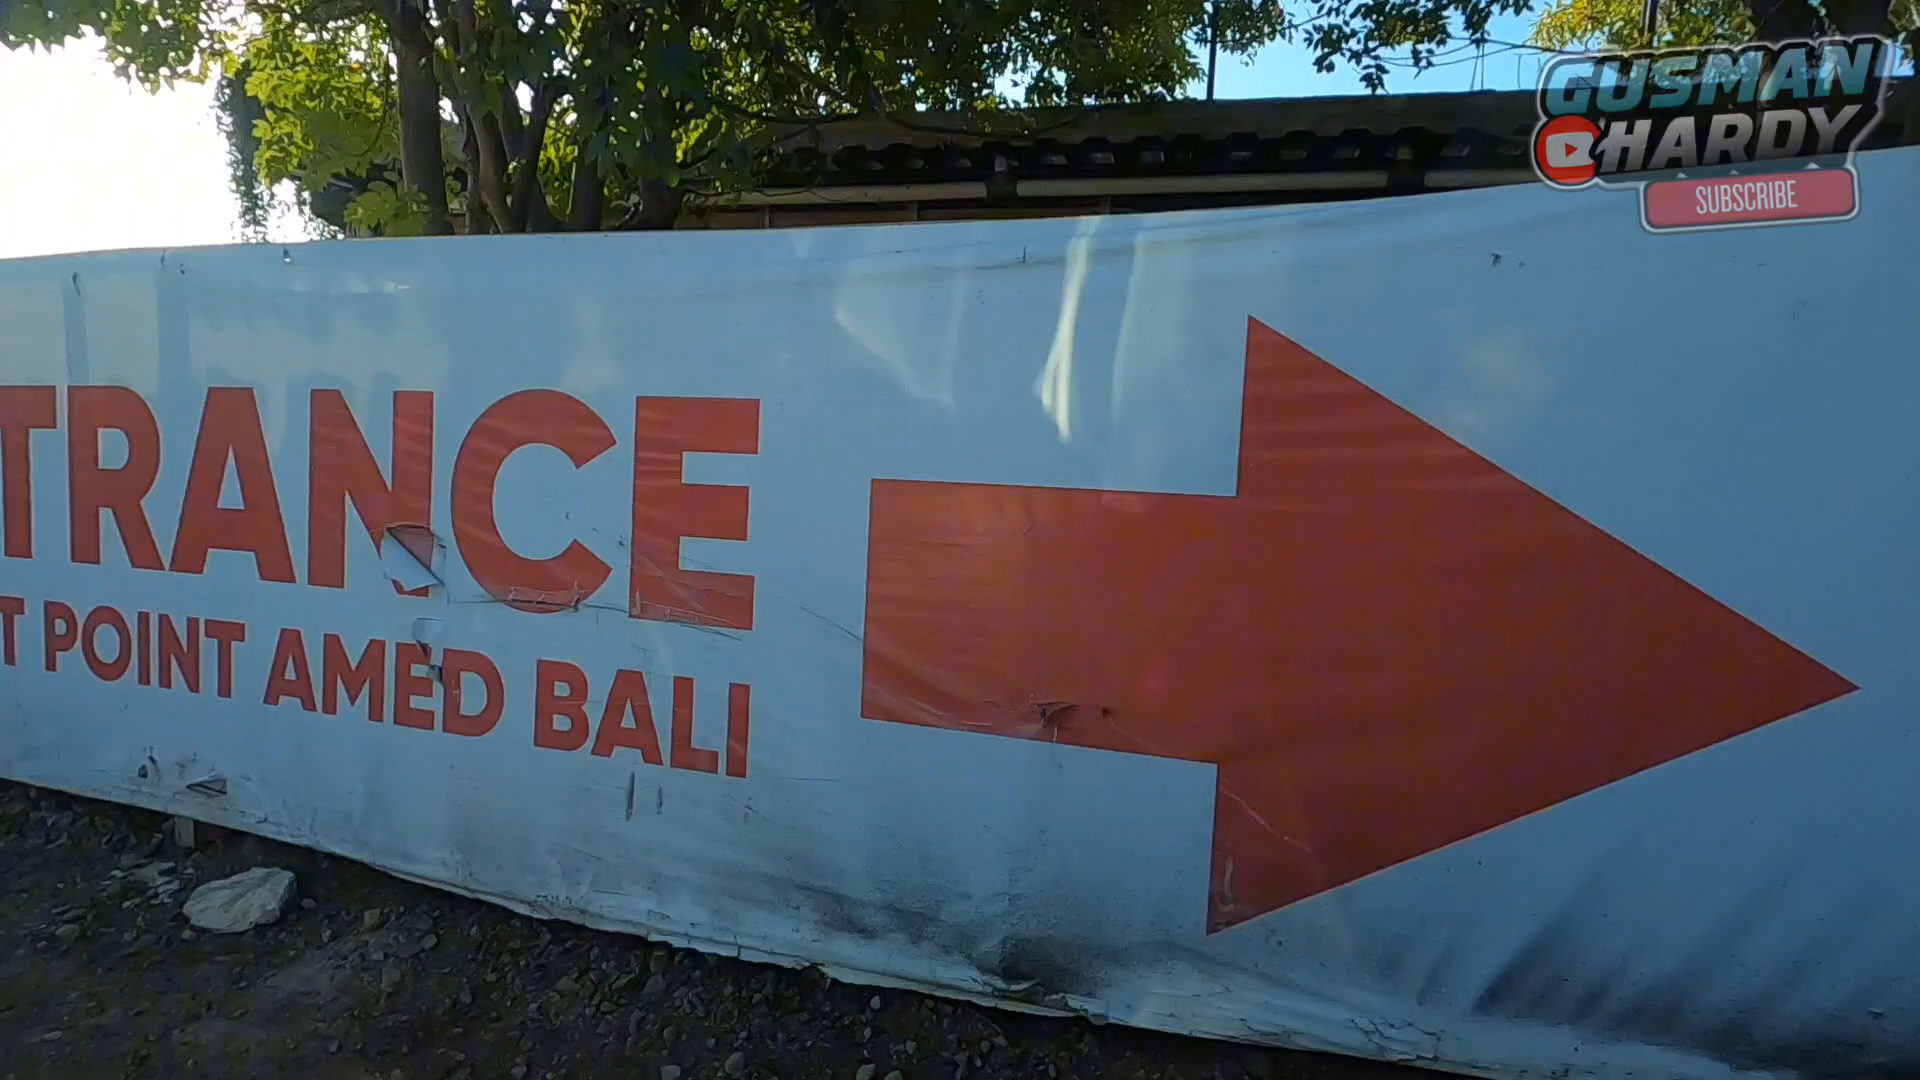 TRANCE
T POINT AMED BALI
GUSMAN
HARDY
SUBSCRIBE